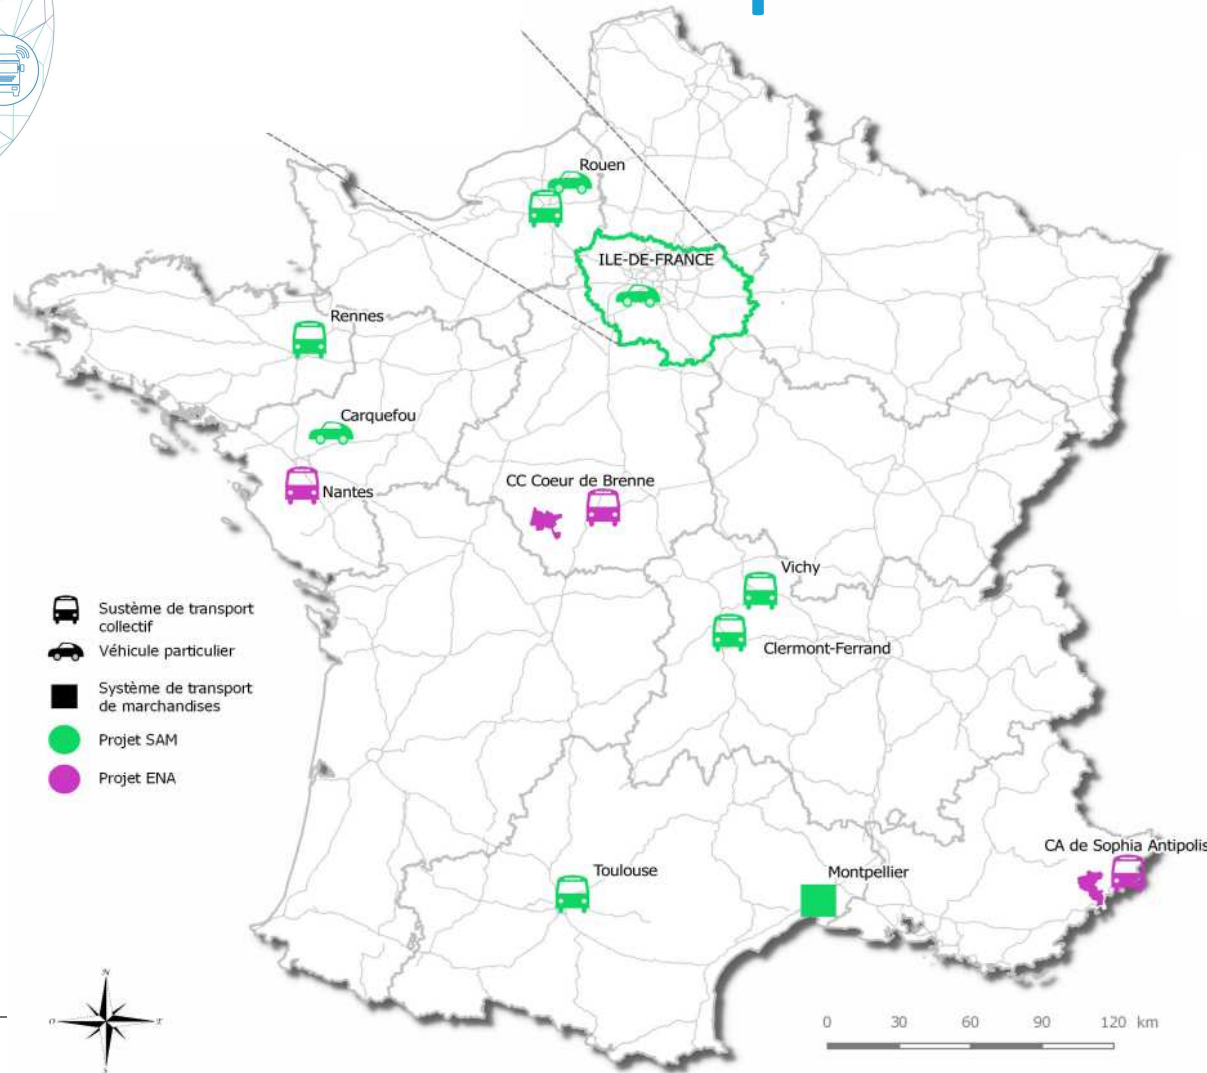 Rouen
ILE-DE-FRANCE
Rennes
Carquefou
CC Coeur de Brenne
Nantes
Vichy
Clermont-Ferrand
Sustème de transport
collectif
Véhicule particulier
Système de transport
de marchandises
Projet SAM
Projet ENA
CA de Sophia Antipolis
Toulouse
Montpellier
N
O
S
0 30 60 90 120 km